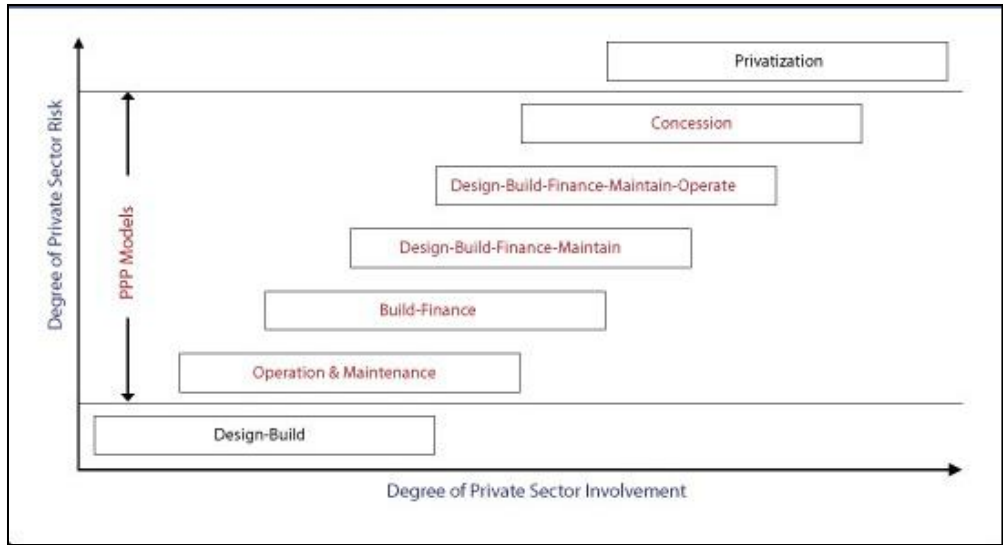 Privatization
Concession
Design-Build-Finance-Maintain-Operate
Design-Build-Finance-Maintain
Build-Finance
Operation & Maintenance
Design-Build
PPP Models
Degree of Private Sector Risk
Degree of Private Sector Involvement